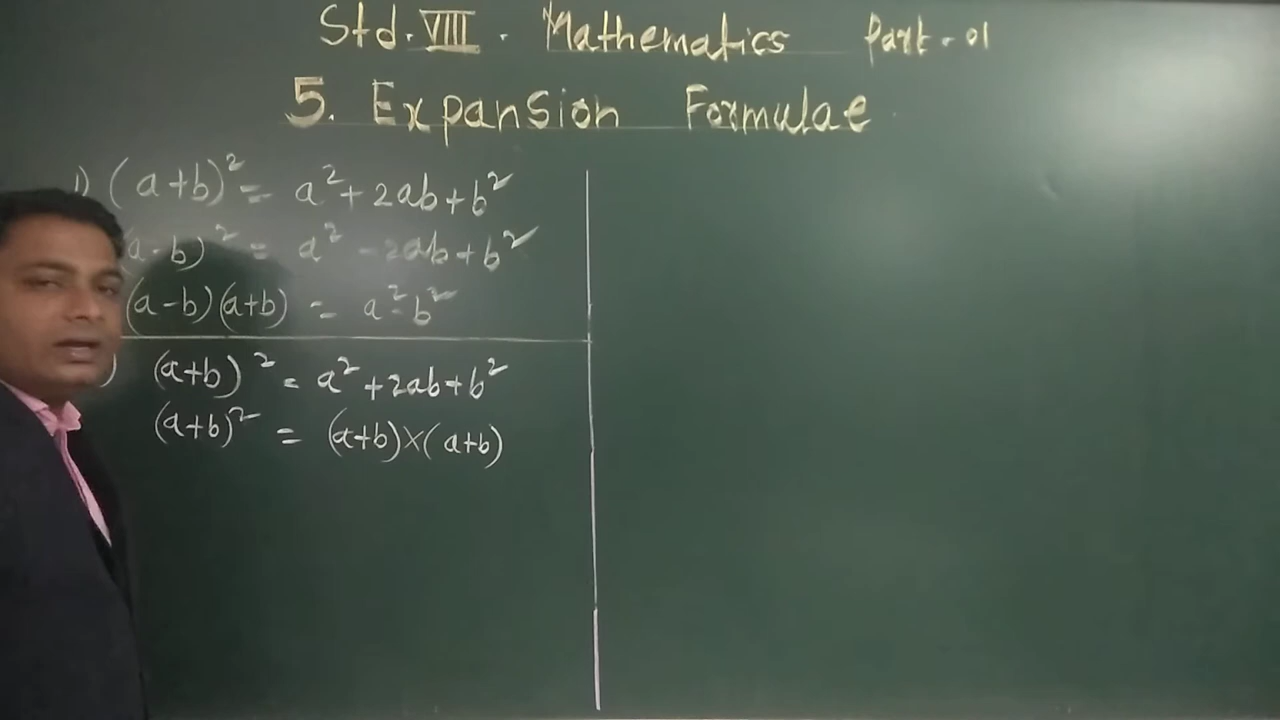 Std. VIII . Mathematics Part - 01
5. Expansion Formulae
1) (a+b)² = a² + 2ab + b²
(a-b)² = a² - 2ab + b²
(a-b)(a+b) = a² - b²
) (a+b)² = a² + 2ab + b²
(a+b)² = (a+b)×(a+b)